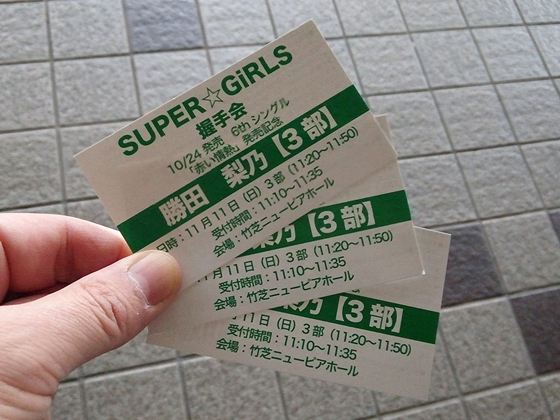 SUPER☆GiRLS
握手会
10/24 発売 6th シングル
「赤い情熱」発売記念
勝田 梨乃【3部】
日時：11月11日（日）3部（11:20〜11:50）
受付時間：11:10〜11:35
会場：竹芝ニューピアホール
梨乃【3部】
11月11日（日）3部（11:20〜11:50）
受付時間：11:10〜11:35
会場：竹芝ニューピアホール
乃【3部】
11日（日）3部（11:20〜11:50）
受付時間：11:10〜11:35
会場：竹芝ニューピアホール